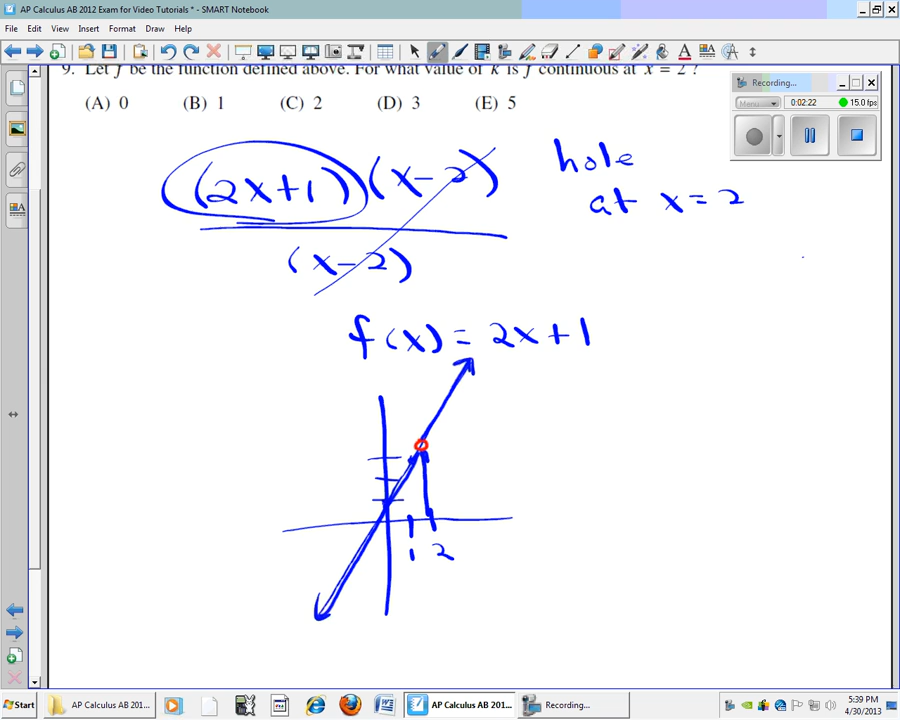 AP Calculus AB 2012 Exam for Video Tutorials * - SMART Notebook
File Edit View Insert Format Draw Help
9. Let f be the function defined above. For what value of k is f continuous at x = 2 ?
(A) 0 (B) 1 (C) 2 (D) 3 (E) 5
Recording...
Menu
0:02:22
15.0 fps
(2x+1)(x-2)
(x-2)
hole
at x=2
f(x) = 2x+1
1 2
Start
AP Calculus AB 201...
AP Calculus AB 201...
Recording...
5:39 PM
4/30/2013